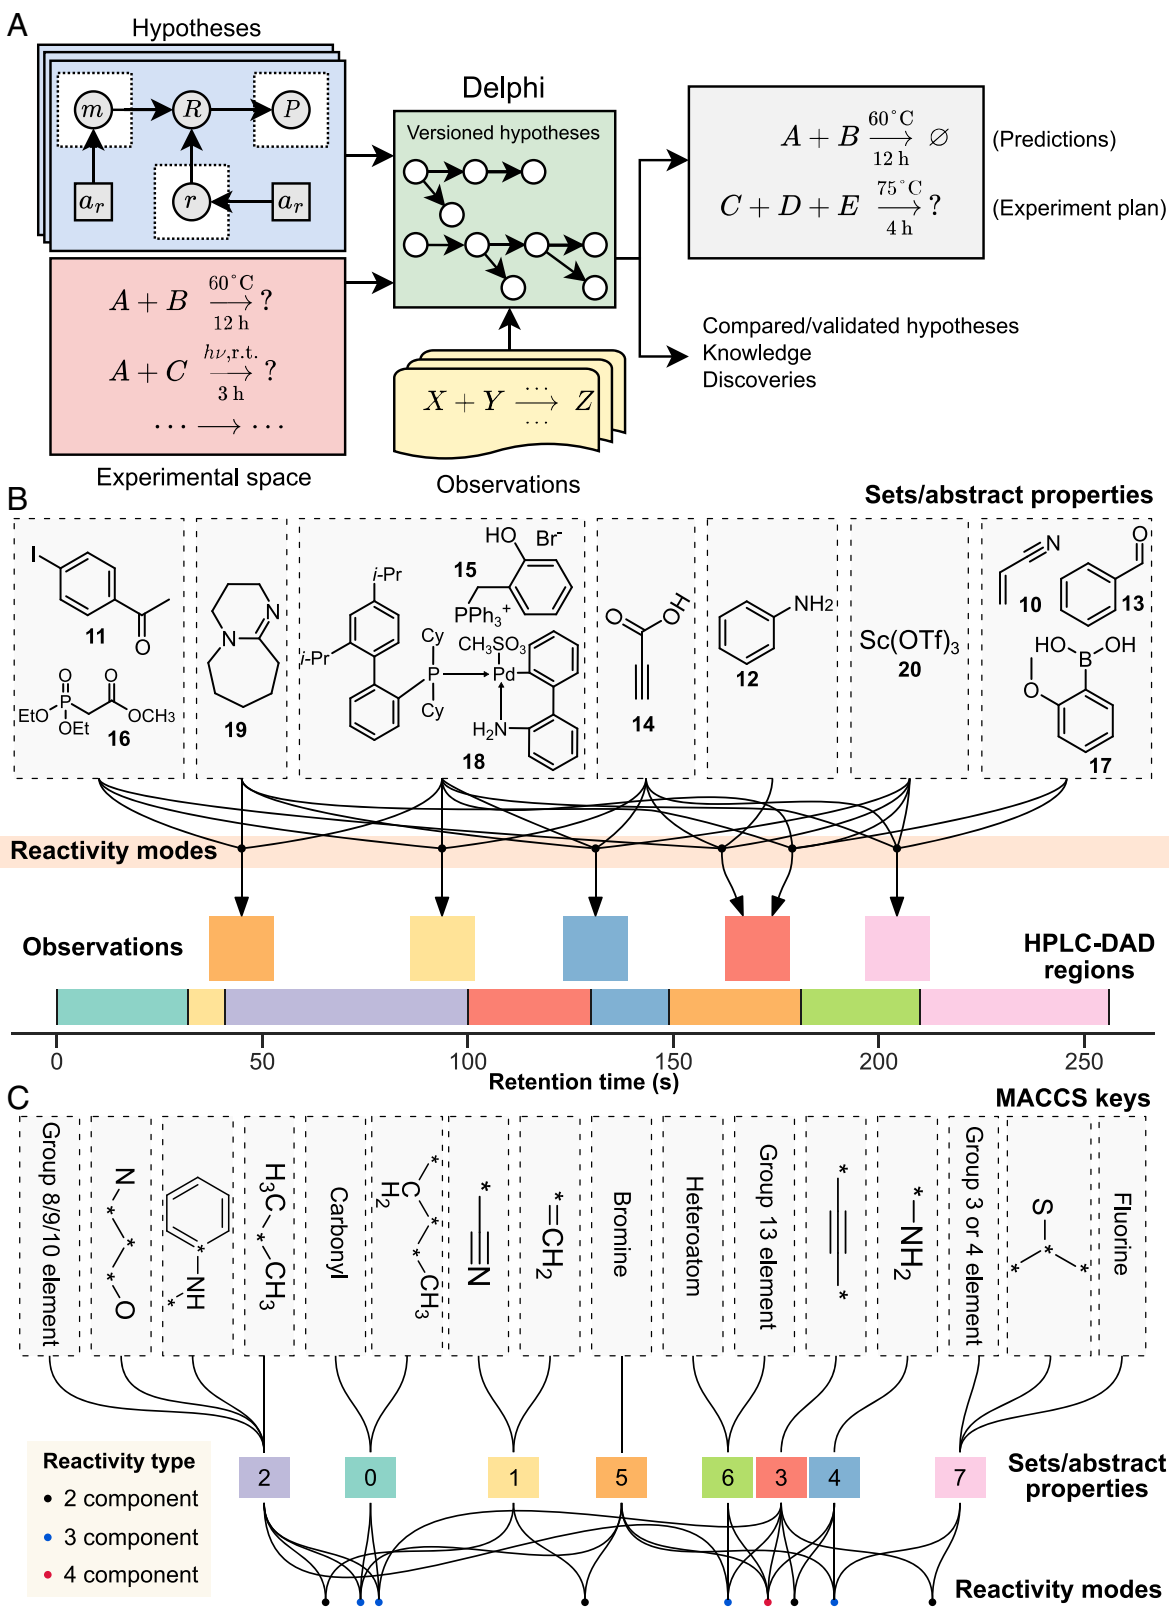 A
Hypotheses
m
R
P
a_r
r
a_r
A + B 60°C 12 h ?
A + C hν,r.t. 3 h ?
··· → ···
Experimental space
Delphi
Versioned hypotheses
X + Y ··· ··· Z
Observations
A + B 60°C 12 h ∅
(Predictions)
C + D + E 75°C 4 h ?
(Experiment plan)
Compared/validated hypotheses
Knowledge
Discoveries
B
Sets/abstract properties
I
O
11
O
O
EtO
P
OEt
OCH3
16
N
N
19
i-Pr
i-Pr
Cy
P
Cy
HO
Br-
15
PPh3+
CH3SO3
Pd
H2N
18
O
OH
14
NH2
12
Sc(OTf)3
20
N
10
O
13
HO
OH
B
O
17
Reactivity modes
Observations
HPLC-DAD
regions
0
50
100
150
200
250
Retention time (s)
C
MACCS keys
Group 8/9/10 element
N * * * O
* NH *
H3C * CH3
Carbonyl
* CH2 * * CH3
* N
*=CH2
Bromine
Heteroatom
Group 13 element
* *
*-NH2
Group 3 or 4 element
S * * *
Fluorine
2
0
1
5
6
3
4
7
Sets/abstract
properties
Reactivity type
2 component
3 component
4 component
Reactivity modes